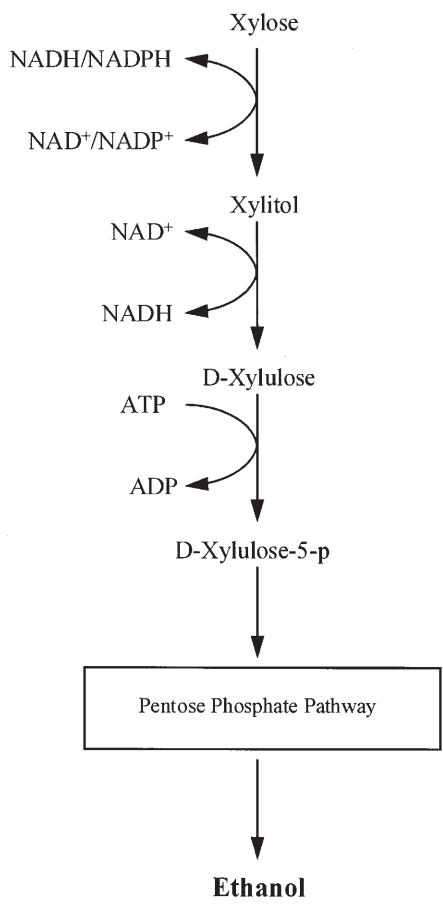 Xylose
NADH/NADPH
NAD⁺/NADP⁺
Xylitol
NAD⁺
NADH
D-Xylulose
ATP
ADP
D-Xylulose-5-p
Pentose Phosphate Pathway
Ethanol